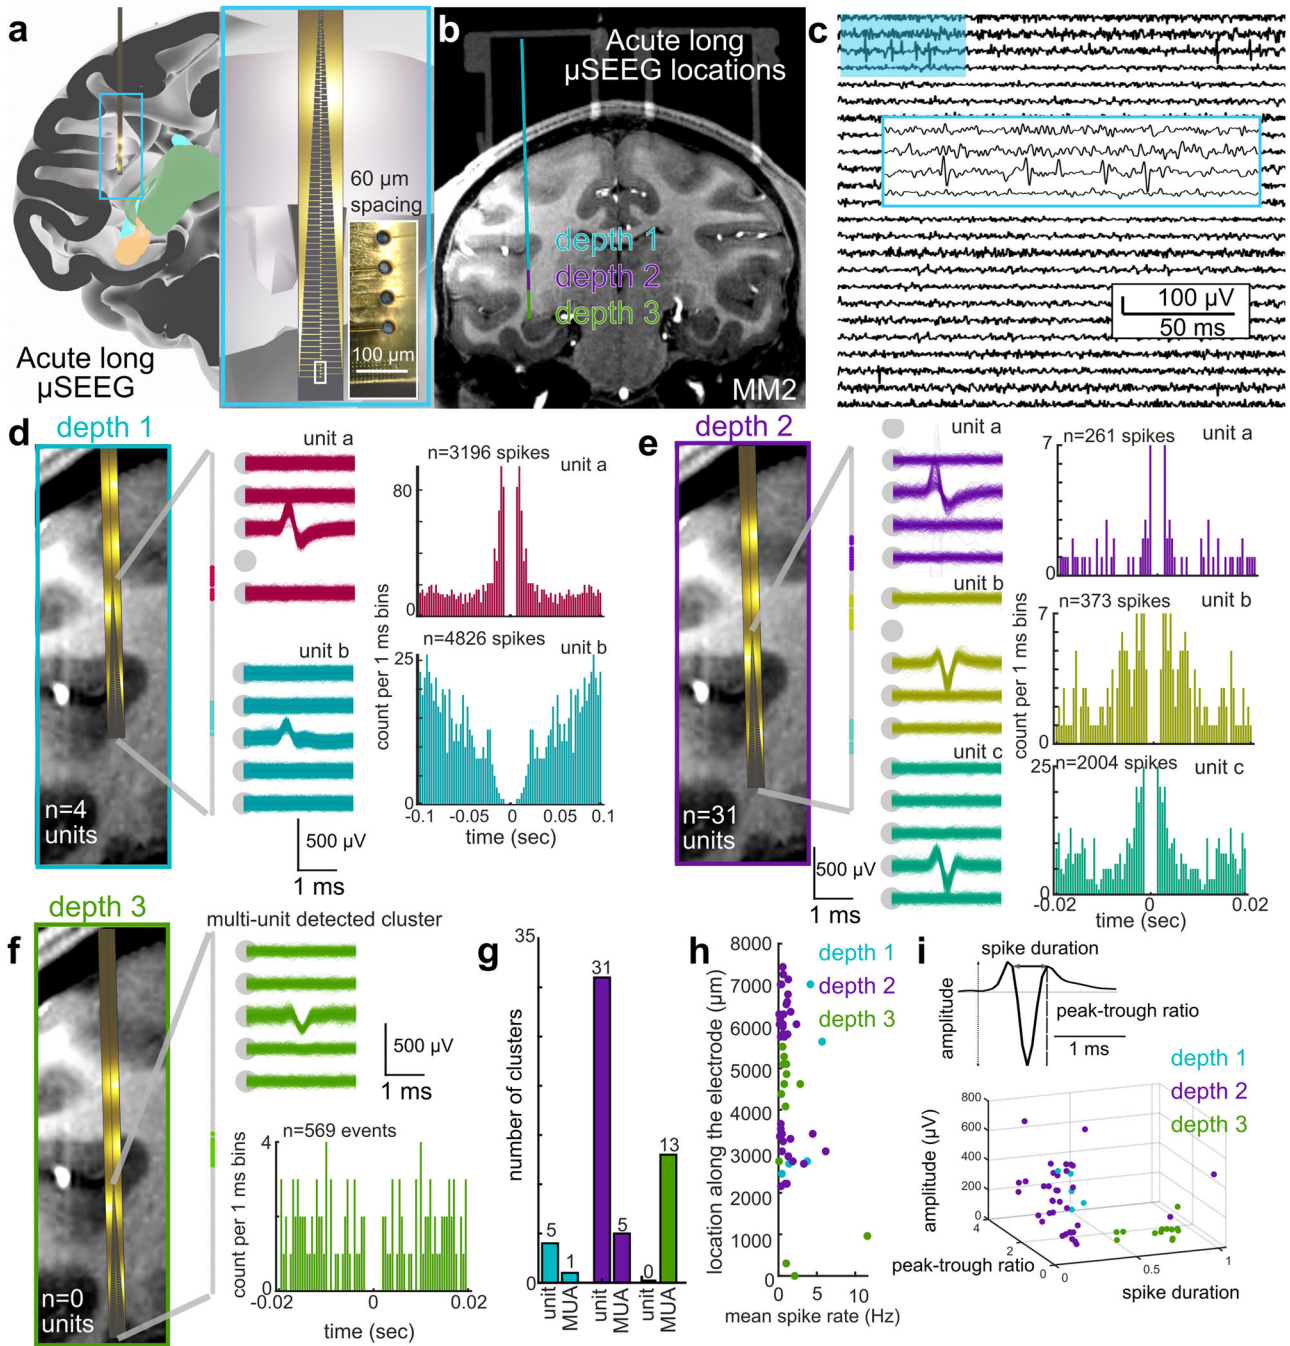 a
60 µm
spacing
100 µm
Acute long
µSEEG
b
Acute long
µSEEG locations
depth 1
depth 2
depth 3
MM2
c
100 µV
50 ms
d
depth 1
n=4
units
unit a
unit b
500 µV
1 ms
n=3196 spikes
unit a
80
0
n=4826 spikes
unit b
25
0
count per 1 ms bins
-0.1
-0.05
0
0.05
0.1
time (sec)
e
depth 2
n=31
units
unit a
unit b
unit c
500 µV
1 ms
n=261 spikes
unit a
7
0
n=373 spikes
unit b
7
0
count per 1 ms bins
n=2004 spikes
unit c
25
0
-0.02
0
0.02
time (sec)
f
depth 3
n=0
units
multi-unit detected cluster
500 µV
1 ms
n=569 events
4
0
count per 1 ms bins
-0.02
0
0.02
time (sec)
g
35
0
number of clusters
5
1
31
5
0
13
unit
MUA
unit
MUA
unit
MUA
h
8000
7000
6000
5000
4000
3000
2000
1000
0
location along the electrode (µm)
depth 1
depth 2
depth 3
0
5
10
mean spike rate (Hz)
i
spike duration
amplitude
peak-trough ratio
1 ms
depth 1
depth 2
depth 3
800
600
400
200
0
amplitude (µV)
4
2
0
peak-trough ratio
0
0.5
1
spike duration